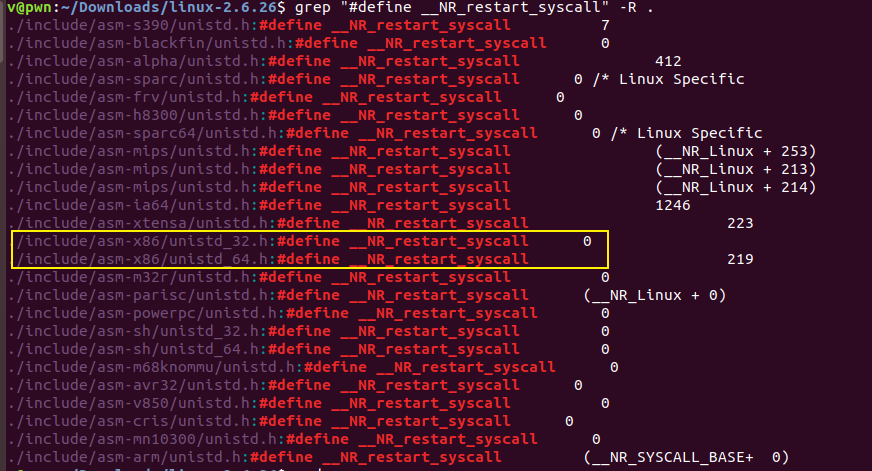 v@pwn:~/Downloads/linux-2.6.26$ grep "#define __NR_restart_syscall" -R .
./include/asm-s390/unistd.h:#define __NR_restart_syscall 7
./include/asm-blackfin/unistd.h:#define __NR_restart_syscall 0
./include/asm-alpha/unistd.h:#define __NR_restart_syscall 412
./include/asm-sparc/unistd.h:#define __NR_restart_syscall 0 /* Linux Specific
./include/asm-frv/unistd.h:#define __NR_restart_syscall 0
./include/asm-h8300/unistd.h:#define __NR_restart_syscall 0
./include/asm-sparc64/unistd.h:#define __NR_restart_syscall 0 /* Linux Specific
./include/asm-mips/unistd.h:#define __NR_restart_syscall (__NR_Linux + 253)
./include/asm-mips/unistd.h:#define __NR_restart_syscall (__NR_Linux + 213)
./include/asm-mips/unistd.h:#define __NR_restart_syscall (__NR_Linux + 214)
./include/asm-ia64/unistd.h:#define __NR_restart_syscall 1246
./include/asm-xtensa/unistd.h:#define __NR_restart_syscall 223
./include/asm-x86/unistd_32.h:#define __NR_restart_syscall 0
./include/asm-x86/unistd_64.h:#define __NR_restart_syscall 219
./include/asm-m32r/unistd.h:#define __NR_restart_syscall 0
./include/asm-parisc/unistd.h:#define __NR_restart_syscall (__NR_Linux + 0)
./include/asm-powerpc/unistd.h:#define __NR_restart_syscall 0
./include/asm-sh/unistd_32.h:#define __NR_restart_syscall 0
./include/asm-sh/unistd_64.h:#define __NR_restart_syscall 0
./include/asm-m68knommu/unistd.h:#define __NR_restart_syscall 0
./include/asm-avr32/unistd.h:#define __NR_restart_syscall 0
./include/asm-v850/unistd.h:#define __NR_restart_syscall 0
./include/asm-cris/unistd.h:#define __NR_restart_syscall 0
./include/asm-mn10300/unistd.h:#define __NR_restart_syscall 0
./include/asm-arm/unistd.h:#define __NR_restart_syscall (__NR_SYSCALL_BASE+ 0)